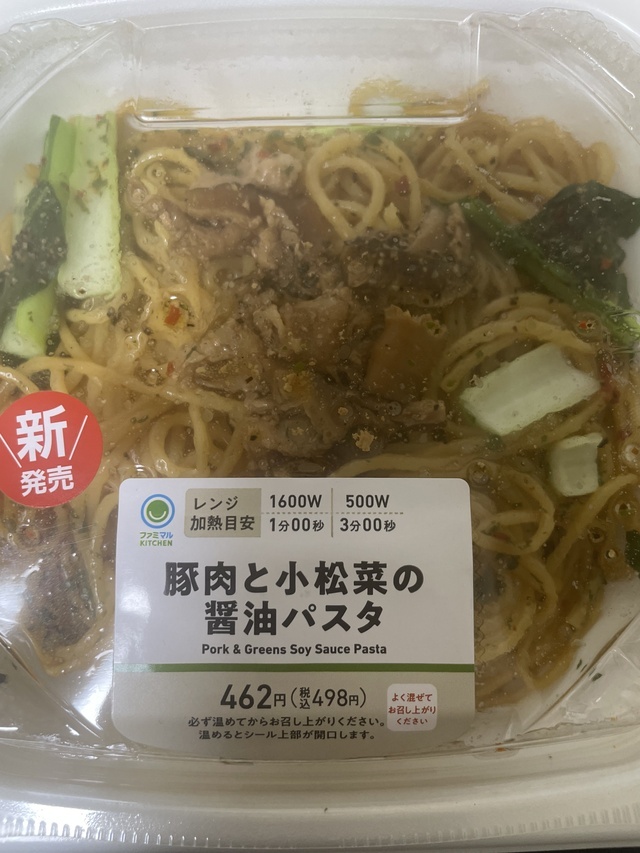 新
発売
ファミマル
KITCHEN
レンジ
加熱目安
1600W
1分00秒
500W
3分00秒
豚肉と小松菜の
醤油パスタ
Pork & Greens Soy Sauce Pasta
462円(税込498円)
よく混ぜて
お召し上がり
ください
必ず温めてからお召し上がりください。
温めるとシール上部が開口します。